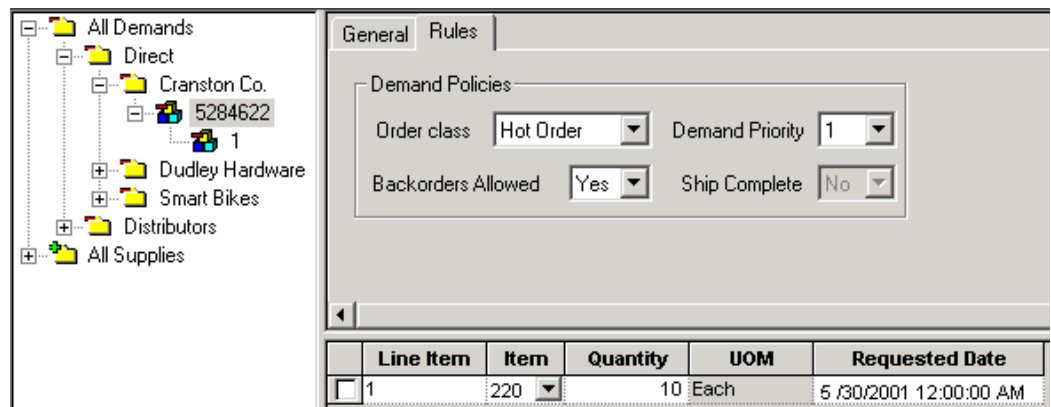 All Demands
Direct
Cranston Co.
5284622
1
Dudley Hardware
Smart Bikes
Distributors
All Supplies
General Rules
Demand Policies
Order class Hot Order Demand Priority 1
Backorders Allowed Yes Ship Complete No
Line Item Item Quantity UOM Requested Date
1 220 10 Each 5 /30/2001 12:00:00 AM